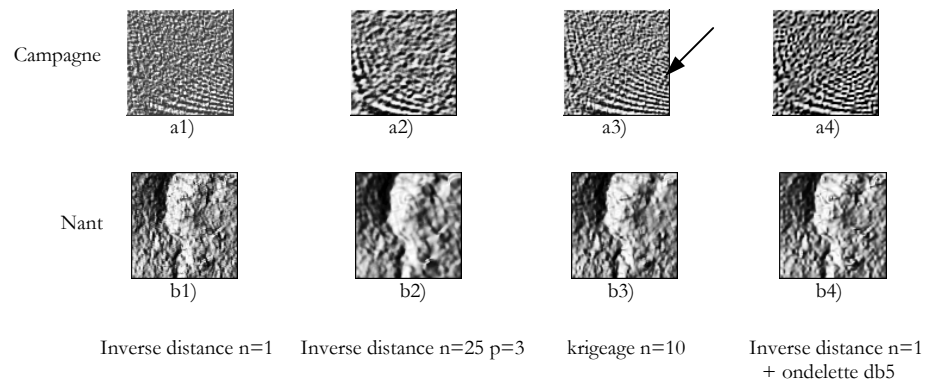 Campagne
a1) a2) a3) a4)
Nant
b1) b2) b3) b4)
Inverse distance n=1 Inverse distance n=25 p=3 krigeage n=10 Inverse distance n=1
+ ondelette db5